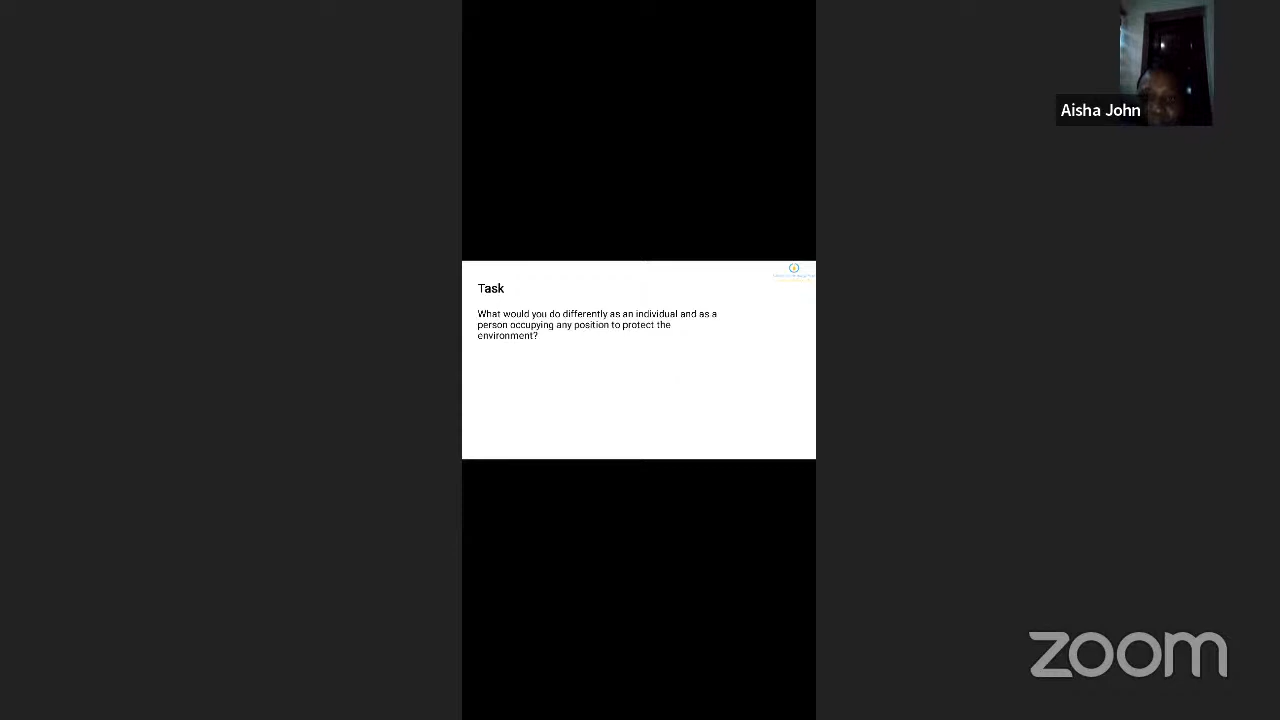 Aisha John
Task
What would you do differently as an individual and as a
person occupying any position to protect the
environment?
zoom